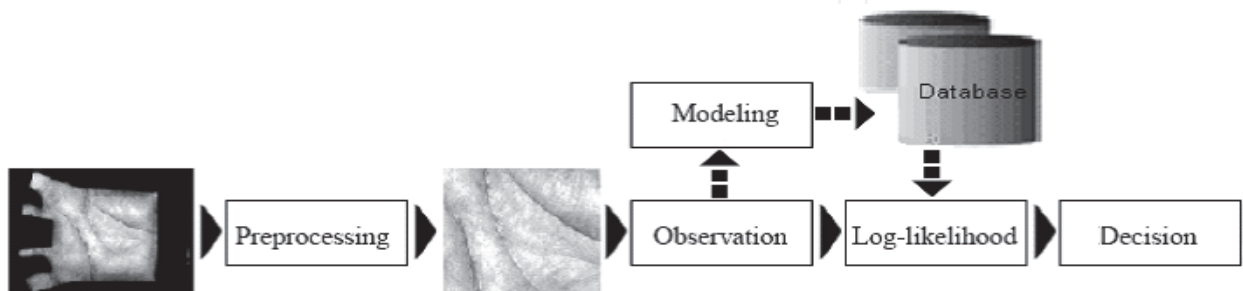 Database
Modeling
Preprocessing
Observation
Log-likelihood
Decision